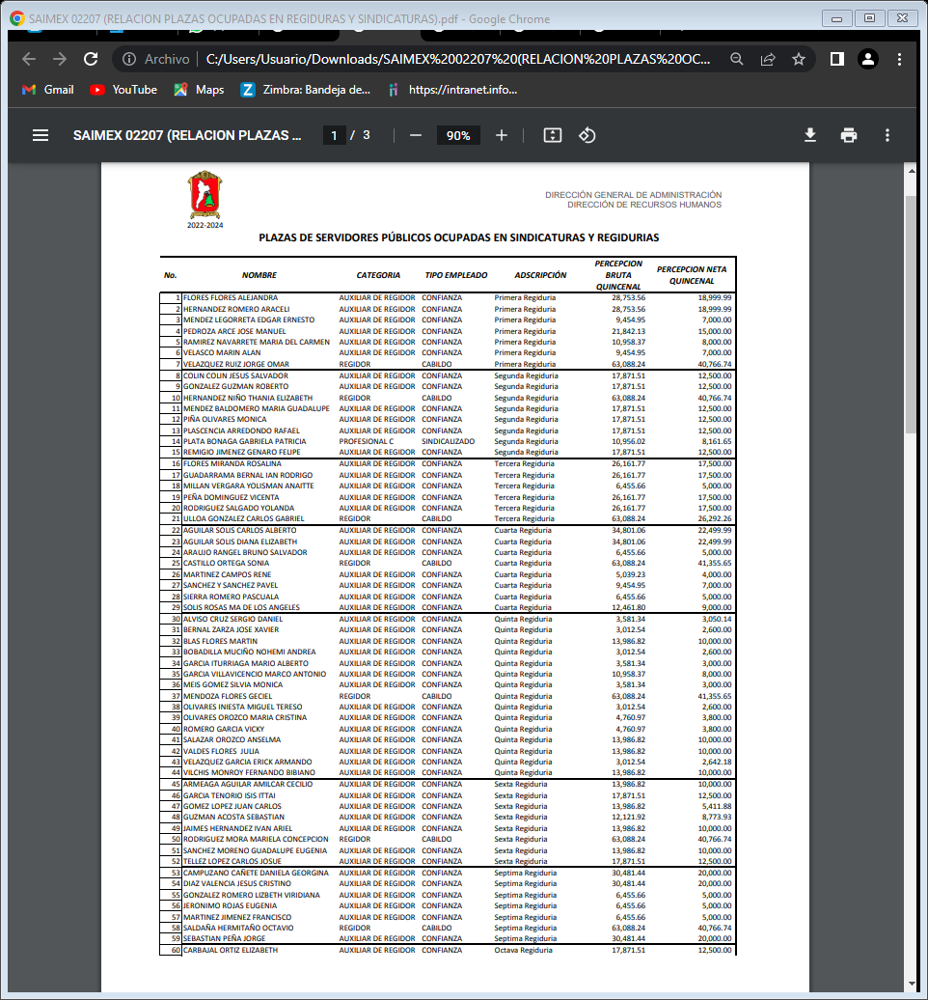 SAIMEX 02207 (RELACION PLAZAS OCUPADAS EN REGIDURAS Y SINDICATURAS).pdf - Google Chrome
Archivo C:/Users/Usuario/Downloads/SAIMEX%2002207%20(RELACION%20PLAZAS%20OC...
Gmail YouTube Maps Zimbra: Bandeja de... https://intranet.info...
SAIMEX 02207 (RELACION PLAZAS ... 1 / 3 90%
DIRECCIÓN GENERAL DE ADMINISTRACIÓN
DIRECCIÓN DE RECURSOS HUMANOS
2022-2024
PLAZAS DE SERVIDORES PÚBLICOS OCUPADAS EN SINDICATURAS Y REGIDURIAS
No. NOMBRE CATEGORIA TIPO EMPLEADO ADSCRIPCIÓN PERCEPCION BRUTA QUINCENAL PERCEPCION NETA QUINCENAL
1 FLORES FLORES ALEJANDRA AUXILIAR DE REGIDOR CONFIANZA Primera Regiduria 28,753.56 18,999.99
2 HERNANDEZ ROMERO ARACELI AUXILIAR DE REGIDOR CONFIANZA Primera Regiduria 28,753.56 18,999.99
3 MENDEZ LEGORRETA EDGAR ERNESTO AUXILIAR DE REGIDOR CONFIANZA Primera Regiduria 9,454.95 7,000.00
4 PEDROZA ARCE JOSE MANUEL AUXILIAR DE REGIDOR CONFIANZA Primera Regiduria 21,842.13 15,000.00
5 RAMIREZ NAVARRETE MARIA DEL CARMEN AUXILIAR DE REGIDOR CONFIANZA Primera Regiduria 10,958.37 8,000.00
6 VELASCO MARIN ALAN AUXILIAR DE REGIDOR CONFIANZA Primera Regiduria 9,454.95 7,000.00
7 VELAZQUEZ RUIZ JORGE OMAR REGIDOR CABILDO Primera Regiduria 63,088.24 40,766.74
8 COLIN COLIN JESUS SALVADOR AUXILIAR DE REGIDOR CONFIANZA Segunda Regiduria 17,871.51 12,500.00
9 GONZALEZ GUZMAN ROBERTO AUXILIAR DE REGIDOR CONFIANZA Segunda Regiduria 17,871.51 12,500.00
10 HERNANDEZ NIÑO THANIA ELIZABETH REGIDOR CABILDO Segunda Regiduria 63,088.24 40,766.74
11 MENDEZ BALDOMERO MARIA GUADALUPE AUXILIAR DE REGIDOR CONFIANZA Segunda Regiduria 17,871.51 12,500.00
12 PIÑA OLIVARES MONICA AUXILIAR DE REGIDOR CONFIANZA Segunda Regiduria 17,871.51 12,500.00
13 PLASCENCIA ARREDONDO RAFAEL AUXILIAR DE REGIDOR CONFIANZA Segunda Regiduria 17,871.51 12,500.00
14 PLATA BONAGA GABRIELA PATRICIA PROFESIONAL C SINDICALIZADO Segunda Regiduria 10,956.02 8,161.65
15 REMIGIO JIMENEZ GENARO FELIPE AUXILIAR DE REGIDOR CONFIANZA Segunda Regiduria 17,871.51 12,500.00
16 FLORES MIRANDA ROSALINA AUXILIAR DE REGIDOR CONFIANZA Tercera Regiduria 26,161.77 17,500.00
17 GUADARRAMA BERNAL IAN RODRIGO AUXILIAR DE REGIDOR CONFIANZA Tercera Regiduria 26,161.77 17,500.00
18 MILLAN VERGARA YOLISMAN ANAITTE AUXILIAR DE REGIDOR CONFIANZA Tercera Regiduria 6,455.66 5,000.00
19 PEÑA DOMINGUEZ VICENTA AUXILIAR DE REGIDOR CONFIANZA Tercera Regiduria 26,161.77 17,500.00
20 RODRIGUEZ SALGADO YOLANDA AUXILIAR DE REGIDOR CONFIANZA Tercera Regiduria 26,161.77 17,500.00
21 ULLOA GONZALEZ CARLOS GABRIEL REGIDOR CABILDO Tercera Regiduria 63,088.24 26,292.26
22 AGUILAR SOLIS CARLOS ALBERTO AUXILIAR DE REGIDOR CONFIANZA Cuarta Regiduria 34,801.06 22,499.99
23 AGUILAR SOLIS DIANA ELIZABETH AUXILIAR DE REGIDOR CONFIANZA Cuarta Regiduria 34,801.06 22,499.99
24 ARAUJO RANGEL BRUNO SALVADOR AUXILIAR DE REGIDOR CONFIANZA Cuarta Regiduria 6,455.66 5,000.00
25 CASTILLO ORTEGA SONIA REGIDOR CABILDO Cuarta Regiduria 63,088.24 41,355.65
26 MARTINEZ CAMPOS RENE AUXILIAR DE REGIDOR CONFIANZA Cuarta Regiduria 5,039.23 4,000.00
27 SANCHEZ Y SANCHEZ PAVEL AUXILIAR DE REGIDOR CONFIANZA Cuarta Regiduria 9,454.95 7,000.00
28 SIERRA ROMERO PASCUALA AUXILIAR DE REGIDOR CONFIANZA Cuarta Regiduria 6,455.66 5,000.00
29 SOLIS ROSAS MA DE LOS ANGELES AUXILIAR DE REGIDOR CONFIANZA Cuarta Regiduria 12,461.80 9,000.00
30 ALVISO CRUZ SERGIO DANIEL AUXILIAR DE REGIDOR CONFIANZA Quinta Regiduria 3,581.34 3,050.14
31 BERNAL ZARZA JOSE XAVIER AUXILIAR DE REGIDOR CONFIANZA Quinta Regiduria 3,012.54 2,600.00
32 BLAS FLORES MARTIN AUXILIAR DE REGIDOR CONFIANZA Quinta Regiduria 13,986.82 10,000.00
33 BOBADILLA MUCIÑO NOHEMI ANDREA AUXILIAR DE REGIDOR CONFIANZA Quinta Regiduria 3,012.54 2,600.00
34 GARCIA ITURRIAGA MARIO ALBERTO AUXILIAR DE REGIDOR CONFIANZA Quinta Regiduria 3,581.34 3,000.00
35 GARCIA VILLAVICENCIO MARCO ANTONIO AUXILIAR DE REGIDOR CONFIANZA Quinta Regiduria 10,958.37 8,000.00
36 MEIS GOMEZ SILVIA MONICA AUXILIAR DE REGIDOR CONFIANZA Quinta Regiduria 3,581.34 3,000.00
37 MENDOZA FLORES GECIEL REGIDOR CABILDO Quinta Regiduria 63,088.24 41,355.65
38 OLIVARES INIESTA MIGUEL TERESO AUXILIAR DE REGIDOR CONFIANZA Quinta Regiduria 3,012.54 2,600.00
39 OLIVARES OROZCO MARIA CRISTINA AUXILIAR DE REGIDOR CONFIANZA Quinta Regiduria 4,760.97 3,800.00
40 ROMERO GARCIA VICKY AUXILIAR DE REGIDOR CONFIANZA Quinta Regiduria 4,760.97 3,800.00
41 SALAZAR OROZCO ANSELMA AUXILIAR DE REGIDOR CONFIANZA Quinta Regiduria 13,986.82 10,000.00
42 VALDES FLORES JULIA AUXILIAR DE REGIDOR CONFIANZA Quinta Regiduria 13,986.82 10,000.00
43 VELAZQUEZ GARCIA ERICK ARMANDO AUXILIAR DE REGIDOR CONFIANZA Quinta Regiduria 3,012.54 2,642.18
44 VILCHIS MONROY FERNANDO BIBIANO AUXILIAR DE REGIDOR CONFIANZA Quinta Regiduria 13,986.82 10,000.00
45 ARMEAGA AGUILAR AMILCAR CECILIO AUXILIAR DE REGIDOR CONFIANZA Sexta Regiduria 13,986.82 10,000.00
46 GARCIA TENORIO ISIS ITTAI AUXILIAR DE REGIDOR CONFIANZA Sexta Regiduria 17,871.51 12,500.00
47 GOMEZ LOPEZ JUAN CARLOS AUXILIAR DE REGIDOR CONFIANZA Sexta Regiduria 13,986.82 5,411.88
48 GUZMAN ACOSTA SEBASTIAN AUXILIAR DE REGIDOR CONFIANZA Sexta Regiduria 12,121.92 8,773.93
49 JAIMES HERNANDEZ IVAN ARIEL AUXILIAR DE REGIDOR CONFIANZA Sexta Regiduria 13,986.82 10,000.00
50 RODRIGUEZ MORA MARIELA CONCEPCION REGIDOR CABILDO Sexta Regiduria 63,088.24 40,766.74
51 SANCHEZ MORENO GUADALUPE EUGENIA AUXILIAR DE REGIDOR CONFIANZA Sexta Regiduria 13,986.82 10,000.00
52 TELLEZ LOPEZ CARLOS JOSUE AUXILIAR DE REGIDOR CONFIANZA Sexta Regiduria 17,871.51 12,500.00
53 CAMPUZANO CAÑETE DANIELA GEORGINA AUXILIAR DE REGIDOR CONFIANZA Septima Regiduria 30,481.44 20,000.00
54 DIAZ VALENCIA JESUS CRISTINO AUXILIAR DE REGIDOR CONFIANZA Septima Regiduria 30,481.44 20,000.00
55 GONZALEZ ROMERO LIZBETH VIRIDIANA AUXILIAR DE REGIDOR CONFIANZA Septima Regiduria 6,455.66 5,000.00
56 JERONIMO ROJAS EUGENIA AUXILIAR DE REGIDOR CONFIANZA Septima Regiduria 6,455.66 5,000.00
57 MARTINEZ JIMENEZ FRANCISCO AUXILIAR DE REGIDOR CONFIANZA Septima Regiduria 6,455.66 5,000.00
58 SALDAÑA HERMITAÑO OCTAVIO REGIDOR CABILDO Septima Regiduria 63,088.24 40,766.74
59 SEBASTIAN PEÑA JORGE AUXILIAR DE REGIDOR CONFIANZA Septima Regiduria 30,481.44 20,000.00
60 CARBAJAL ORTIZ ELIZABETH AUXILIAR DE REGIDOR CONFIANZA Octava Regiduria 17,871.51 12,500.00